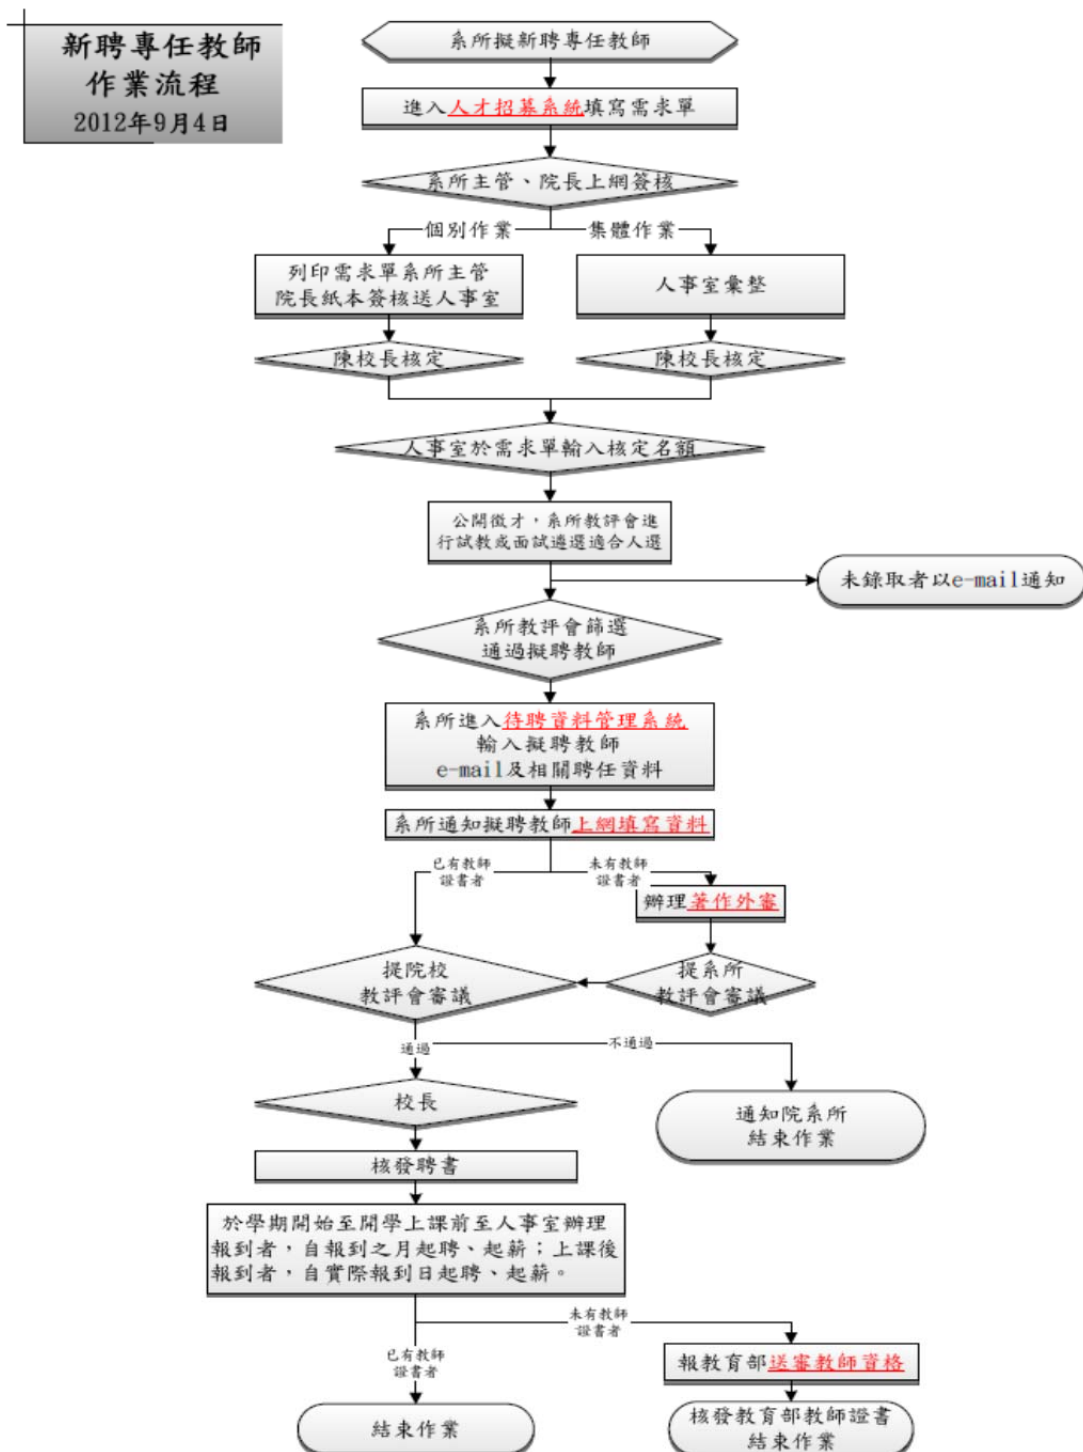 新聘專任教師
作業流程
2012年9月4日
系所擬新聘專任教師
進入人才招募系統填寫需求單
系所主管、院長上網簽核
個別作業
集體作業
列印需求單系所主管
院長紙本簽核送人事室
人事室彙整
陳校長核定
陳校長核定
人事室於需求單輸入核定名額
公開徵才，系所教評會進
行試教或面試遴選適合人選
未錄取者以e-mail通知
系所教評會篩選
通過擬聘教師
系所進入待聘資料管理系統
輸入擬聘教師
e-mail及相關聘任資料
系所通知擬聘教師上網填寫資料
已有教師
證書者
未有教師
證書者
辦理著作外審
提院校
教評會審議
提系所
教評會審議
通過
不通過
校長
通知院系所
結束作業
核發聘書
於學期開始至開學上課前至人事室辦理
報到者，自報到之月起聘、起薪；上課後
報到者，自實際報到日起聘、起薪。
未有教師
證書者
已有教師
證書者
報教育部送審教師資格
結束作業
核發教育部教師證書
結束作業